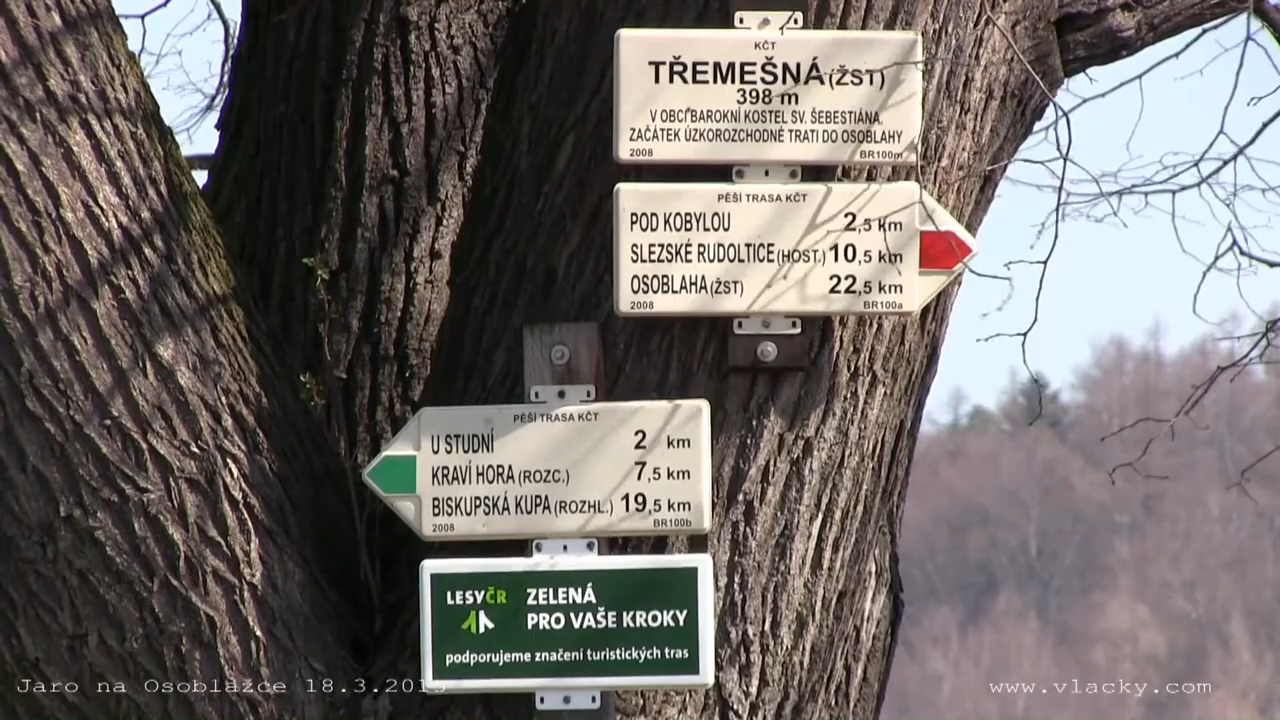 KČT
TŘEMEŠNÁ (ŽST)
398 m
V OBCI BAROKNÍ KOSTEL SV. ŠEBESTIÁNA.
ZAČÁTEK ÚZKOROZCHODNÉ TRATI DO OSOBLAHY
2008 BR100m
PĚŠÍ TRASA KČT
POD KOBYLOU 2,5 km
SLEZSKÉ RUDOLTICE (HOST.) 10,5 km
OSOBLAHA (ŽST) 22,5 km
2008 BR100a
PĚŠÍ TRASA KČT
U STUDNÍ 2 km
KRAVÍ HORA (ROZC.) 7,5 km
BISKUPSKÁ KUPA (ROZHL.) 19,5 km
2008 BR100b
LESY ČR
ZELENÁ
PRO VAŠE KROKY
podporujeme značení turistických tras
Jaro na Osoblažce 18.3.2015
www.vlacky.com